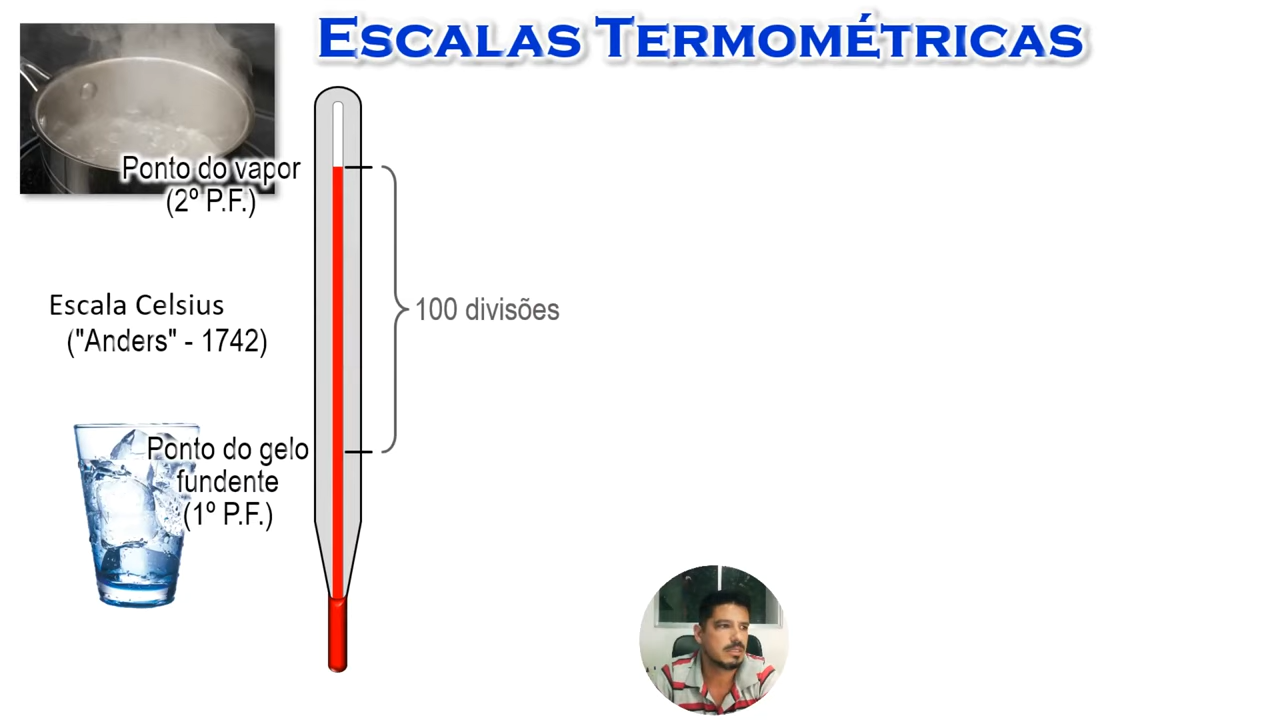 Escalas Termométricas
Ponto do vapor
(2º P.F.)
Escala Celsius
("Anders" - 1742)
100 divisões
Ponto do gelo
fundente
(1º P.F.)